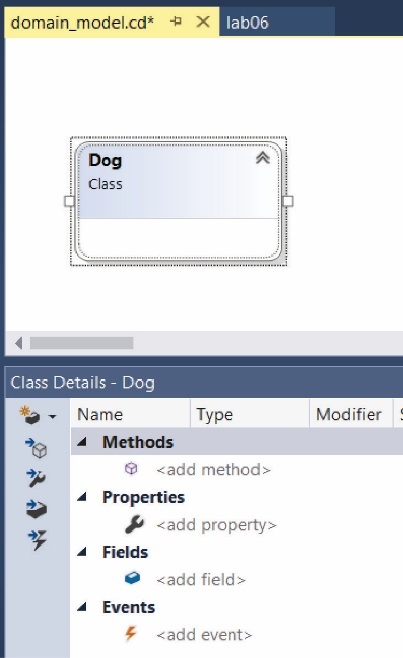 domain_model.cd* lab06
Dog
Class
Class Details - Dog
Name Type Modifier
Methods
<add method>
Properties
<add property>
Fields
<add field>
Events
<add event>